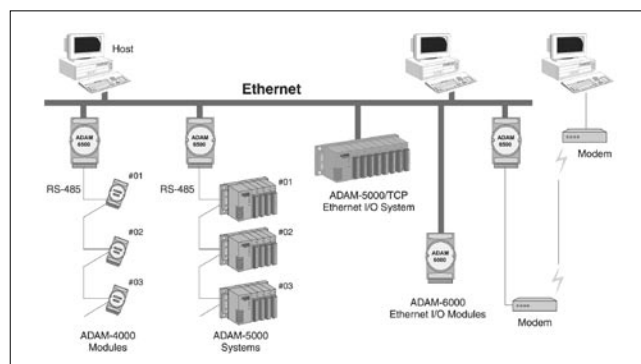 Host
Ethernet
ADAM
6500
ADAM
6500
ADAM
6500
RS-485
#01
RS-485
#01
ADAM-5000/TCP
Ethernet I/O System
Modem
#02
#02
ADAM
6000
#03
#03
ADAM-4000
Modules
ADAM-5000
Systems
ADAM-6000
Ethernet I/O Modules
Modem